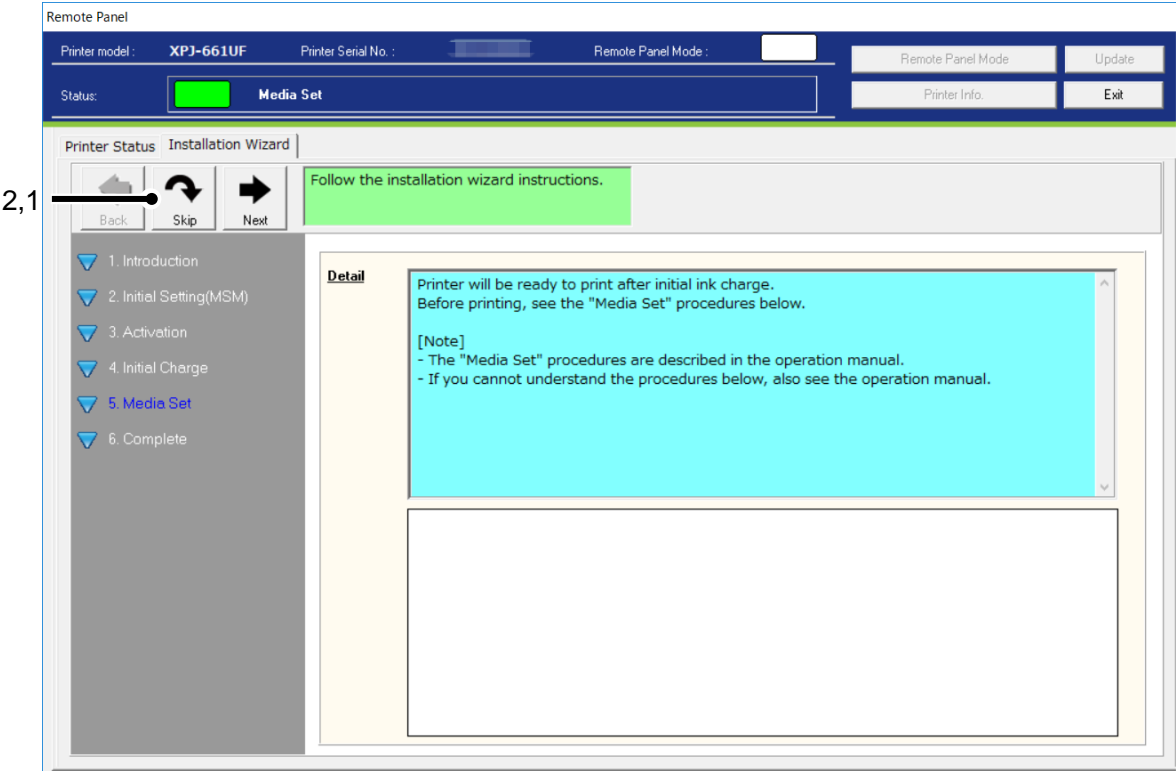 Remote Panel
Printer model : XPJ-661UF Printer Serial No. : Remote Panel Mode : Remote Panel Mode Update
Status: Media Set Printer Info. Exit
Printer Status Installation Wizard
2,1
Back Skip Next
Follow the installation wizard instructions.
1. Introduction
2. Initial Setting(MSM)
3. Activation
4. Initial Charge
5. Media Set
6. Complete
Detail
Printer will be ready to print after initial ink charge.
Before printing, see the "Media Set" procedures below.
[Note]
- The "Media Set" procedures are described in the operation manual.
- If you cannot understand the procedures below, also see the operation manual.